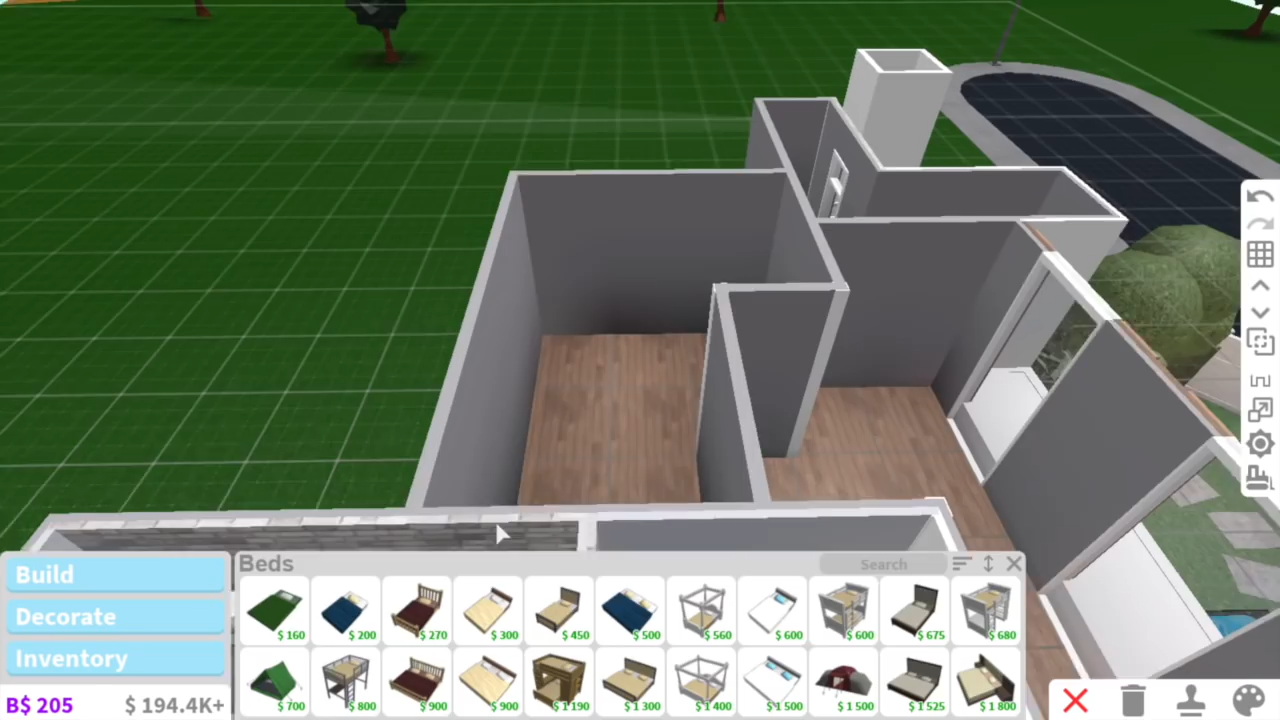 Beds
Search
Build
Decorate
Inventory
B$ 205
$ 194.4K+
$ 160
$ 200
$ 270
$ 300
$ 450
$ 500
$ 560
$ 600
$ 600
$ 675
$ 680
$ 700
$ 800
$ 900
$ 900
$ 1 190
$ 1 300
$ 1 400
$ 1 500
$ 1 500
$ 1 525
$ 1 800